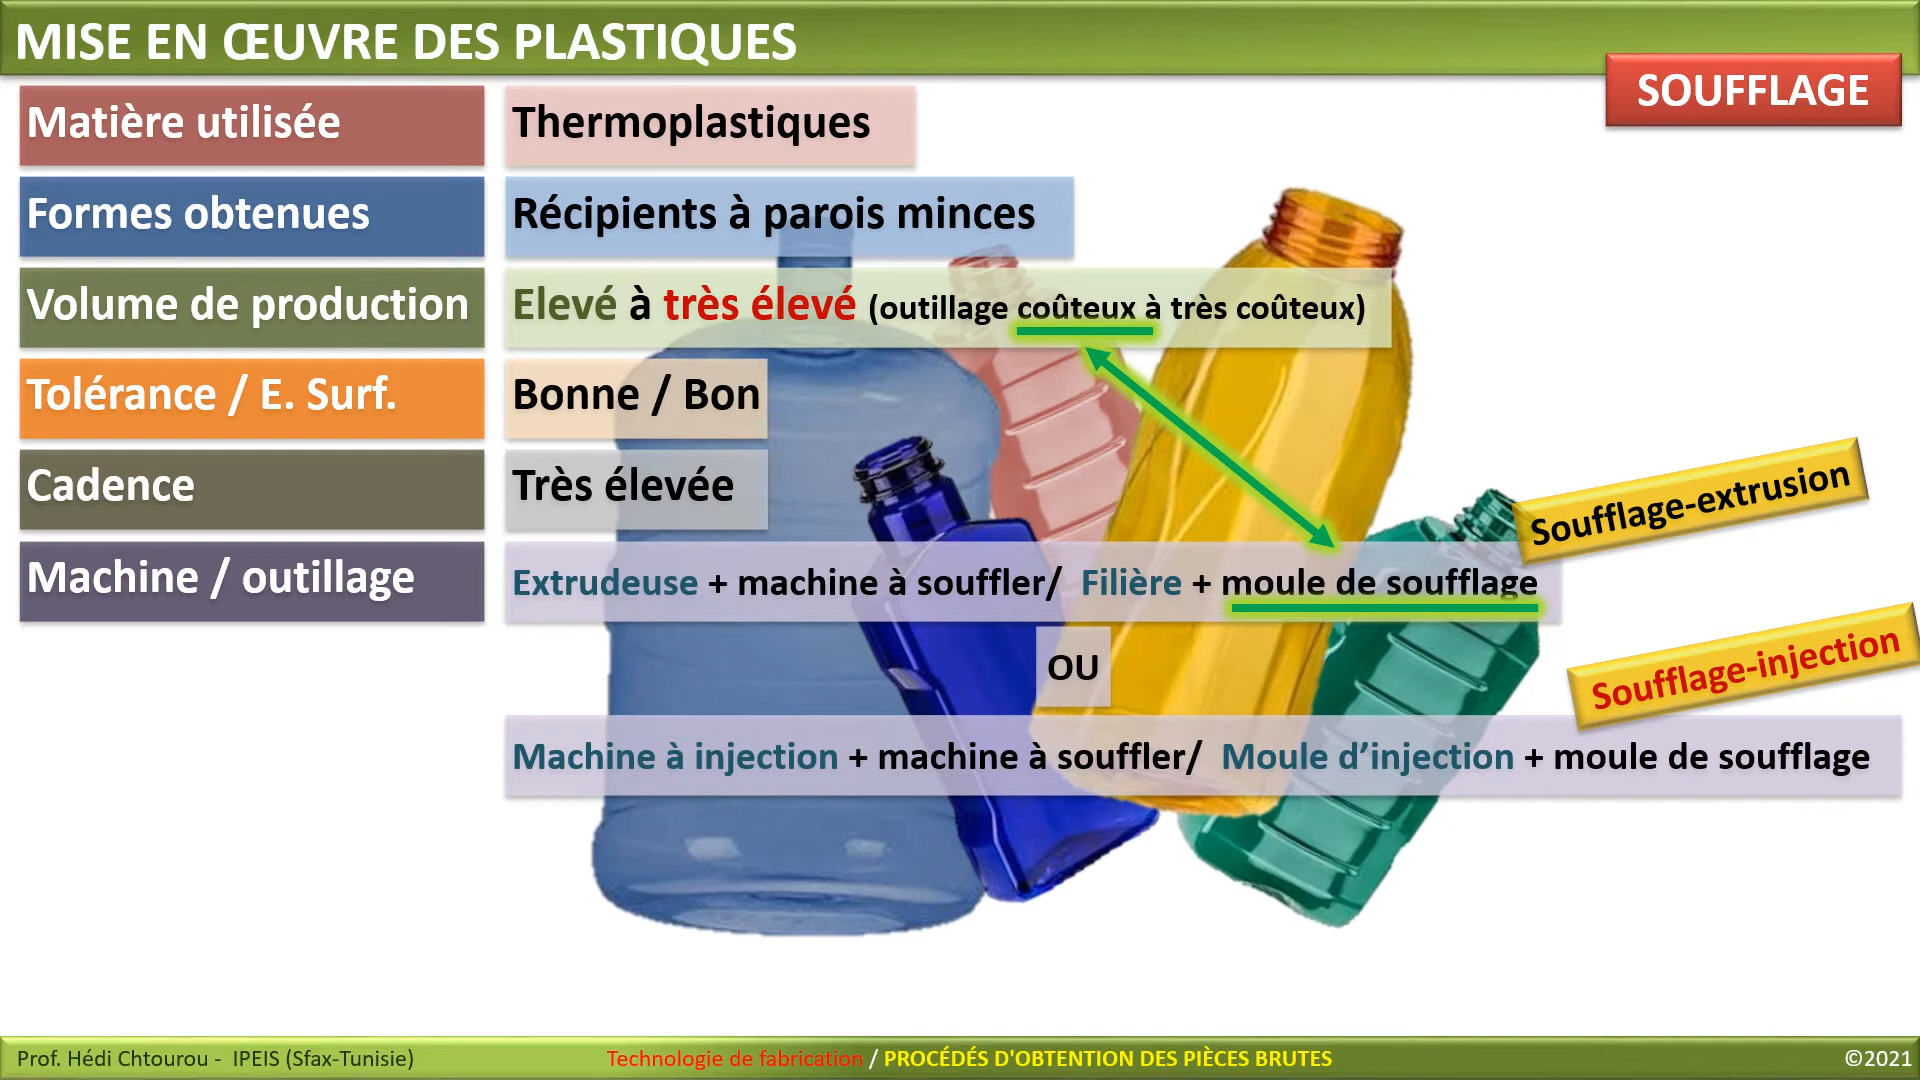 MISE EN ŒUVRE DES PLASTIQUES
SOUFFLAGE
Matière utilisée
Thermoplastiques
Formes obtenues
Récipients à parois minces
Volume de production
Elevé à très élevé (outillage coûteux à très coûteux)
Tolérance / E. Surf.
Bonne / Bon
Cadence
Très élevée
Soufflage-extrusion
Machine / outillage
Extrudeuse + machine à souffler/ Filière + moule de soufflage
OU
Soufflage-injection
Machine à injection + machine à souffler/ Moule d’injection + moule de soufflage
Prof. Hédi Chtourou - IPEIS (Sfax-Tunisie)
Technologie de fabrication / PROCÉDÉS D'OBTENTION DES PIÈCES BRUTES
©2021